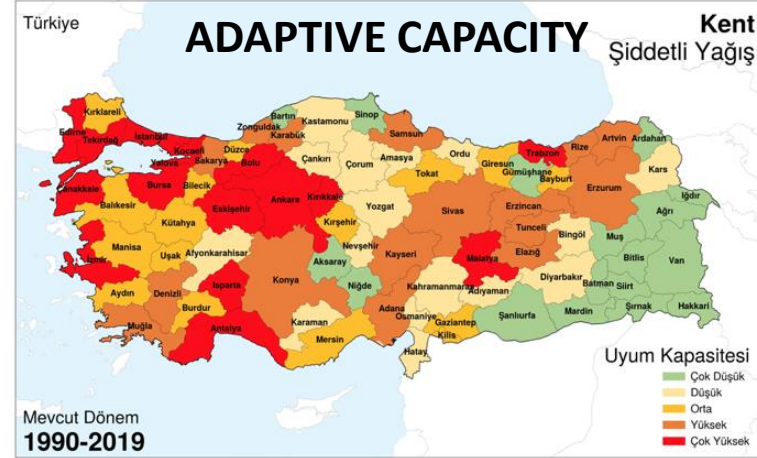 Türkiye
ADAPTIVE CAPACITY
Kent
Şiddetli Yağış
Kırklareli
Edirne
Tekirdağ
İstanbul
Kocaeli
Yalova
Sakarya
Düzce
Bolu
Zonguldak
Bartın
Karabük
Kastamonu
Sinop
Samsun
Çankırı
Çorum
Amasya
Ordu
Tokat
Giresun
Trabzon
Gümüşhane
Bayburt
Rize
Artvin
Ardahan
Kars
Erzurum
Iğdır
Ağrı
Çanakkale
Balıkesir
Bursa
Bilecik
Eskişehir
Ankara
Kırıkkale
Kırşehir
Yozgat
Sivas
Erzincan
Tunceli
Bingöl
Muş
Bitlis
Van
Kütahya
Manisa
İzmir
Uşak
Afyonkarahisar
Aksaray
Nevşehir
Niğde
Kayseri
Malatya
Elazığ
Diyarbakır
Batman
Siirt
Şırnak
Hakkari
Mardin
Şanlıurfa
Adıyaman
Kahramanmaraş
Aydın
Denizli
Isparta
Burdur
Konya
Muğla
Antalya
Karaman
Mersin
Adana
Osmaniye
Gaziantep
Kilis
Hatay
Uyum Kapasitesi
Çok Düşük
Düşük
Orta
Yüksek
Çok Yüksek
Mevcut Dönem
1990-2019